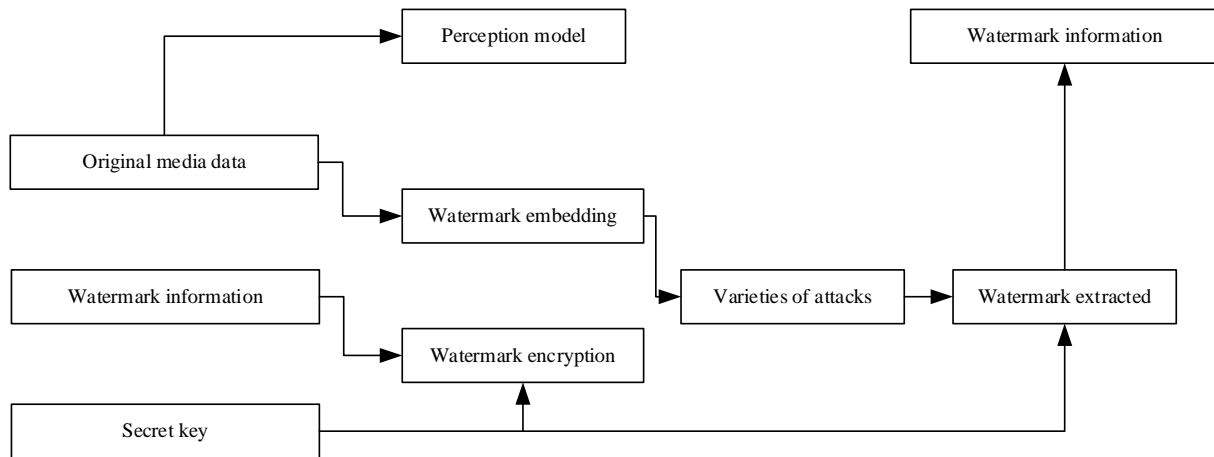 Perception model
Watermark information
Original media data
Watermark embedding
Watermark information
Varieties of attacks
Watermark extracted
Watermark encryption
Secret key